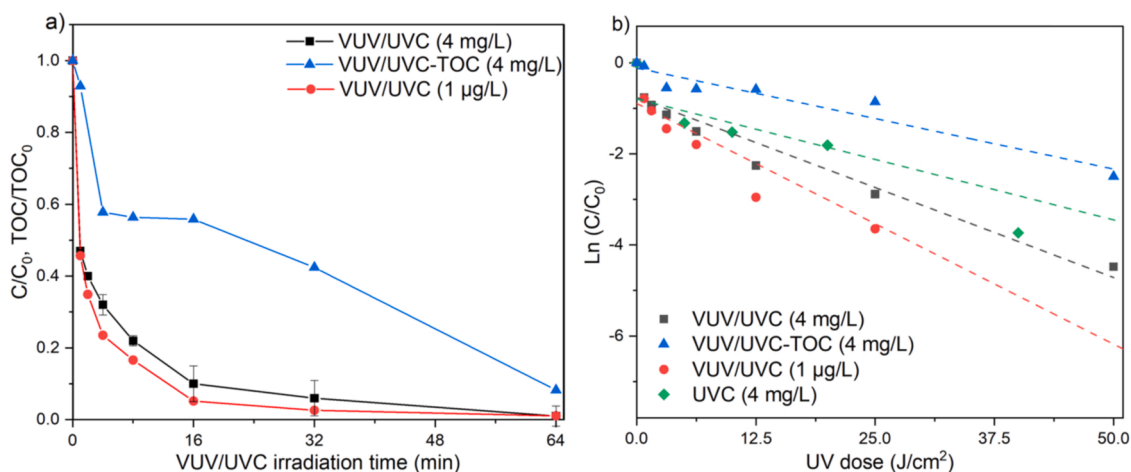 a)
VUV/UVC (4 mg/L)
VUV/UVC-TOC (4 mg/L)
VUV/UVC (1 µg/L)
1.0
0.8
0.6
0.4
0.2
0.0
C/C₀, TOC/TOC₀
0 16 32 48 64
VUV/UVC irradiation time (min)
b)
0
-2
-4
-6
-8
Ln (C/C₀)
VUV/UVC (4 mg/L)
VUV/UVC-TOC (4 mg/L)
VUV/UVC (1 µg/L)
UVC (4 mg/L)
0.0 12.5 25.0 37.5 50.0
UV dose (J/cm²)